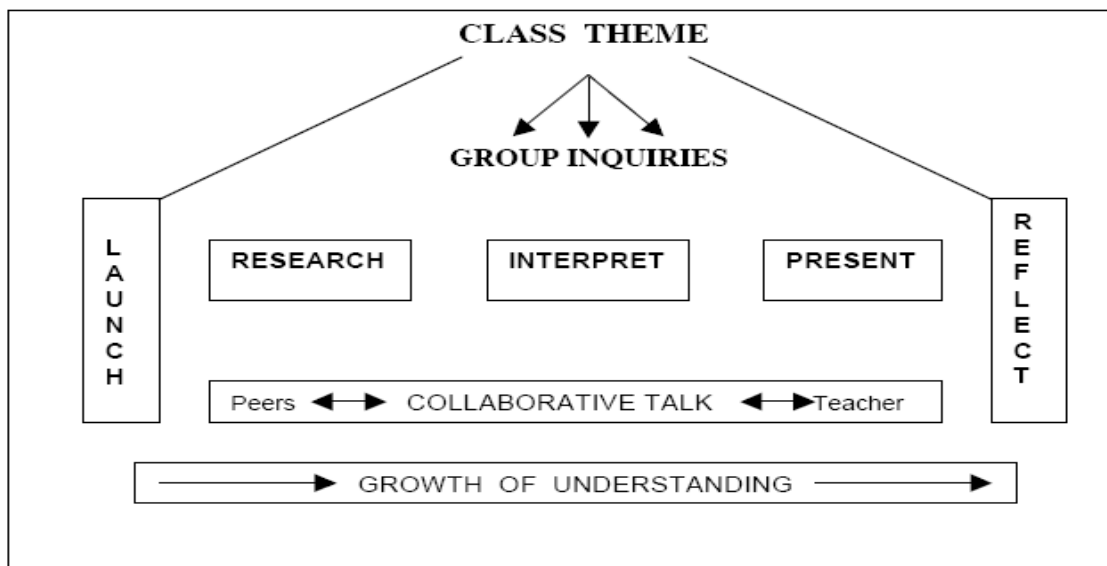 CLASS THEME
GROUP INQUIRIES
LAUNCH
RESEARCH
INTERPRET
PRESENT
REFLECT
Peers COLLABORATIVE TALK Teacher
GROWTH OF UNDERSTANDING